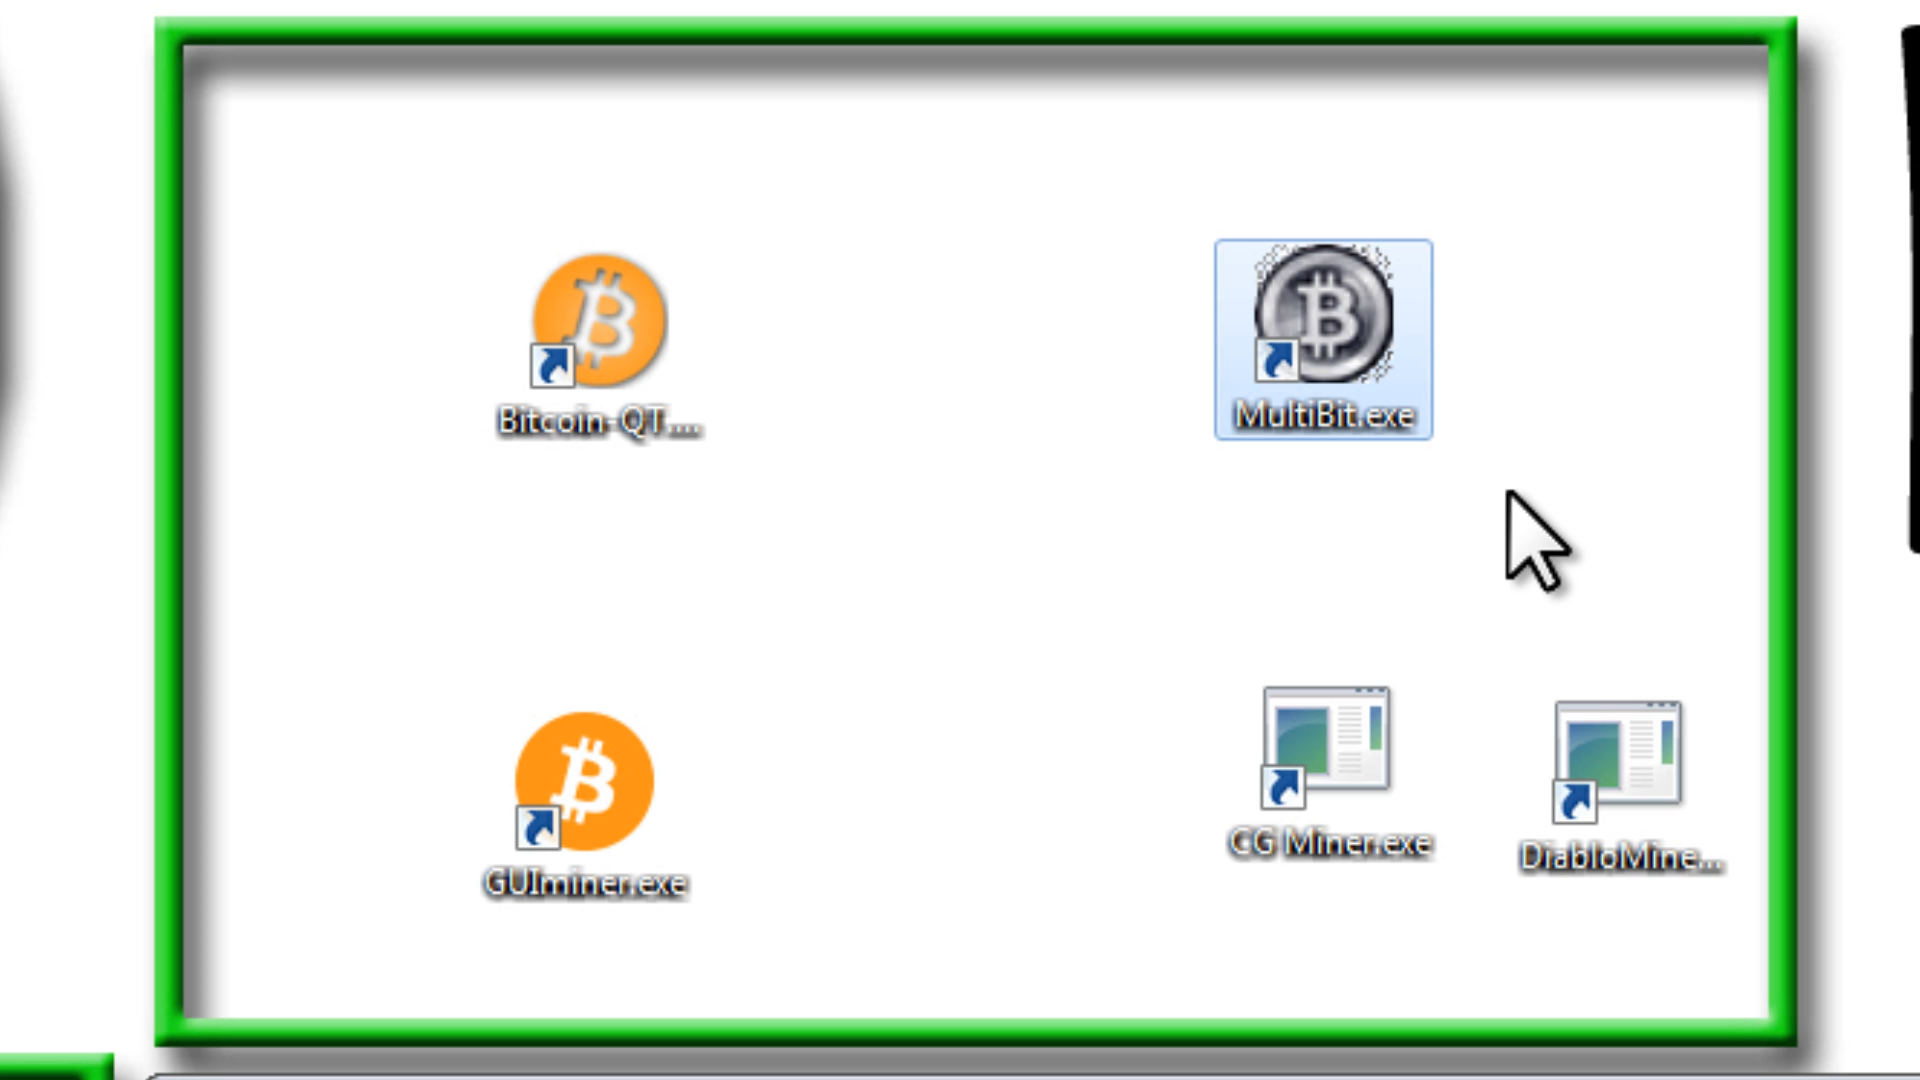 Bitcoin-QT....
MultiBit.exe
GUIminer.exe
CG Miner.exe
DiabloMine...